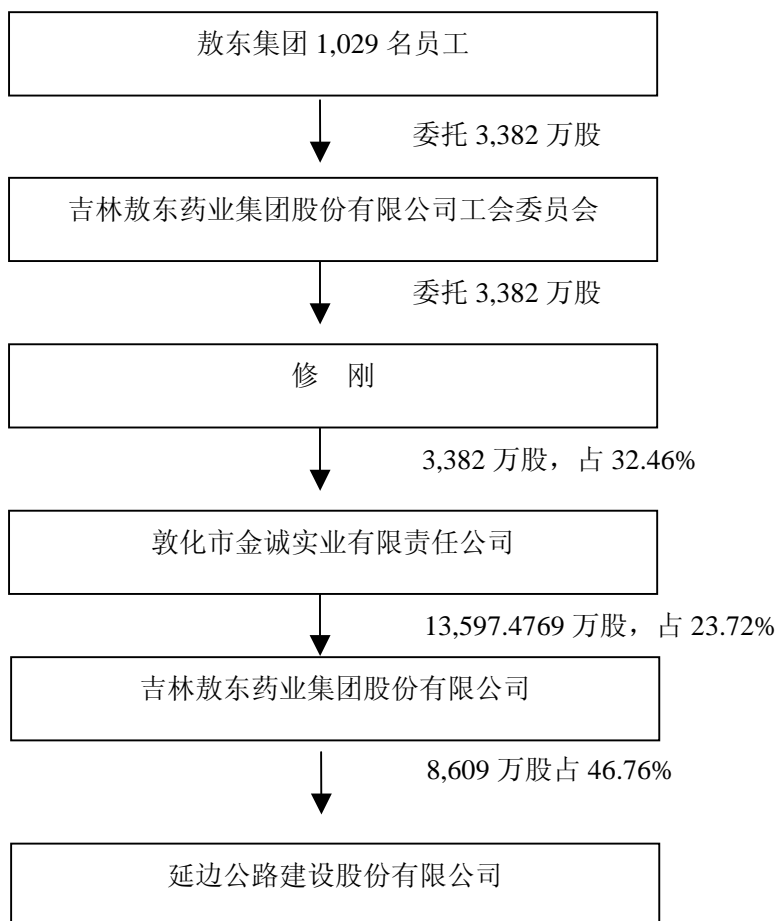 敖东集团 1,029 名员工
委托 3,382 万股
吉林敖东药业集团股份有限公司工会委员会
委托 3,382 万股
修 刚
3,382 万股，占 32.46%
敦化市金诚实业有限责任公司
13,597.4769 万股，占 23.72%
吉林敖东药业集团股份有限公司
8,609 万股占 46.76%
延边公路建设股份有限公司